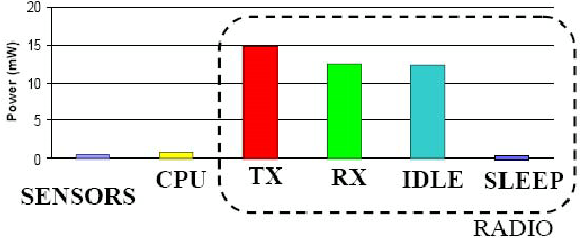 20
15
10
5
0
Power (mW)
SENSORS
CPU
TX
RX
IDLE
SLEEP
RADIO